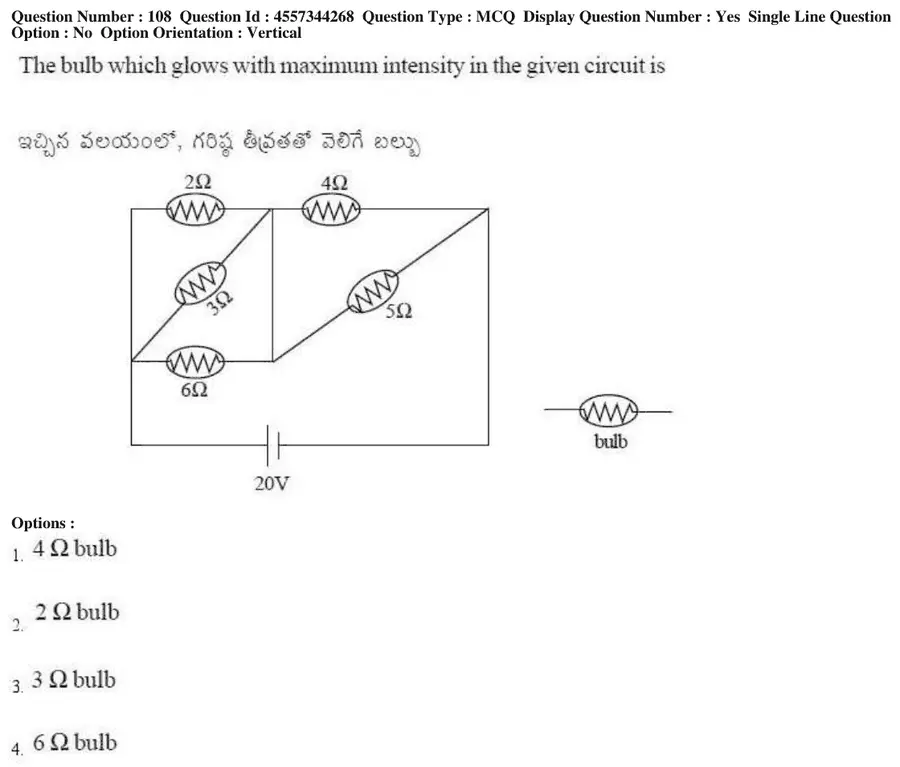 Question Number : 108 Question Id : 4557344268 Question Type : MCQ Display Question Number : Yes Single Line Question
Option : No Option Orientation : Vertical
The bulb which glows with maximum intensity in the given circuit is
ఇచ్చిన వలయంలో, గరిష్ఠ తీవ్రతతో వెలిగే బల్బు
2Ω
4Ω
3Ω
5Ω
6Ω
bulb
20V
Options :
1. 4 Ω bulb
2. 2 Ω bulb
3. 3 Ω bulb
4. 6 Ω bulb